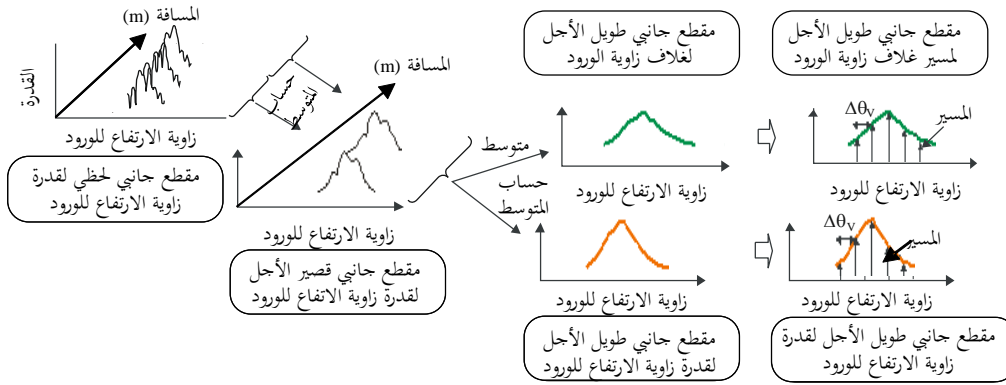 المسافة (m)
القدرة
زاوية الارتفاع للورود
مقطع جانبي لحظي لقدرة
زاوية الارتفاع للورود
حساب
المتوسط
المسافة (m)
زاوية الارتفاع للورود
مقطع جانبي قصير الأجل
لقدرة زاوية الاتفاع للورود
متوسط
حساب
المتوسط
مقطع جانبي طويل الأجل
لغلاف زاوية الورود
زاوية الارتفاع للورود
مقطع جانبي طويل الأجل
لمسير غلاف زاوية الورود
Δθv
المسير
زاوية الارتفاع للورود
زاوية الارتفاع للورود
مقطع جانبي طويل الأجل
لقدرة زاوية الارتفاع للورود
Δθv
المسير
زاوية الارتفاع للورود
مقطع جانبي طويل الأجل لقدرة
زاوية الارتفاع للورود